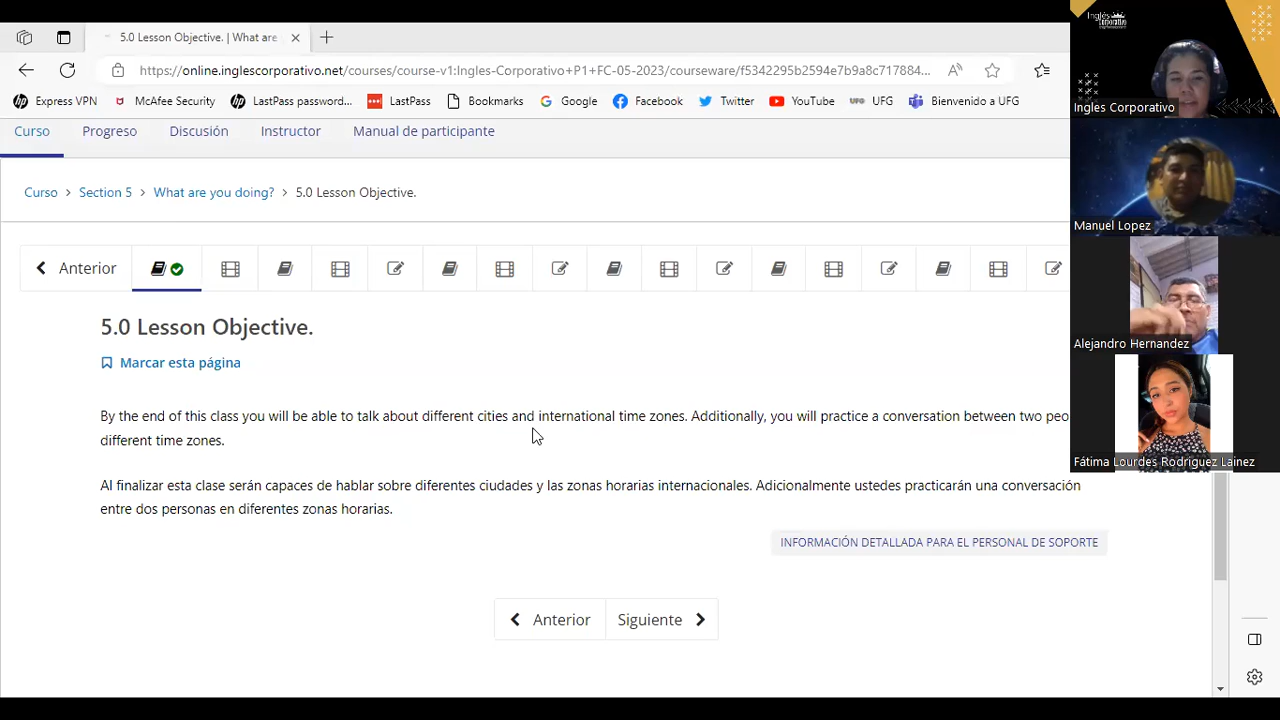 5.0 Lesson Objective. | What are
https://online.inglescorporativo.net/courses/course-v1:Ingles-Corporativo+P1+FC-05-2023/courseware/f5342295b2594e7b9a8c717884...
Express VPN McAfee Security LastPass password... LastPass Bookmarks Google Facebook Twitter YouTube UFG Bienvenido a UFG
Curso Progreso Discusión Instructor Manual de participante
Curso > Section 5 > What are you doing? > 5.0 Lesson Objective.
Anterior
5.0 Lesson Objective.
Marcar esta página
By the end of this class you will be able to talk about different cities and international time zones. Additionally, you will practice a conversation between two peo
different time zones.
Al finalizar esta clase serán capaces de hablar sobre diferentes ciudades y las zonas horarias internacionales. Adicionalmente ustedes practicarán una conversación
entre dos personas en diferentes zonas horarias.
INFORMACIÓN DETALLADA PARA EL PERSONAL DE SOPORTE
Anterior Siguiente
Inglés
Corporativo
Ingles Corporativo
Manuel Lopez
Alejandro Hernandez
Fátima Lourdes Rodriguez Lainez